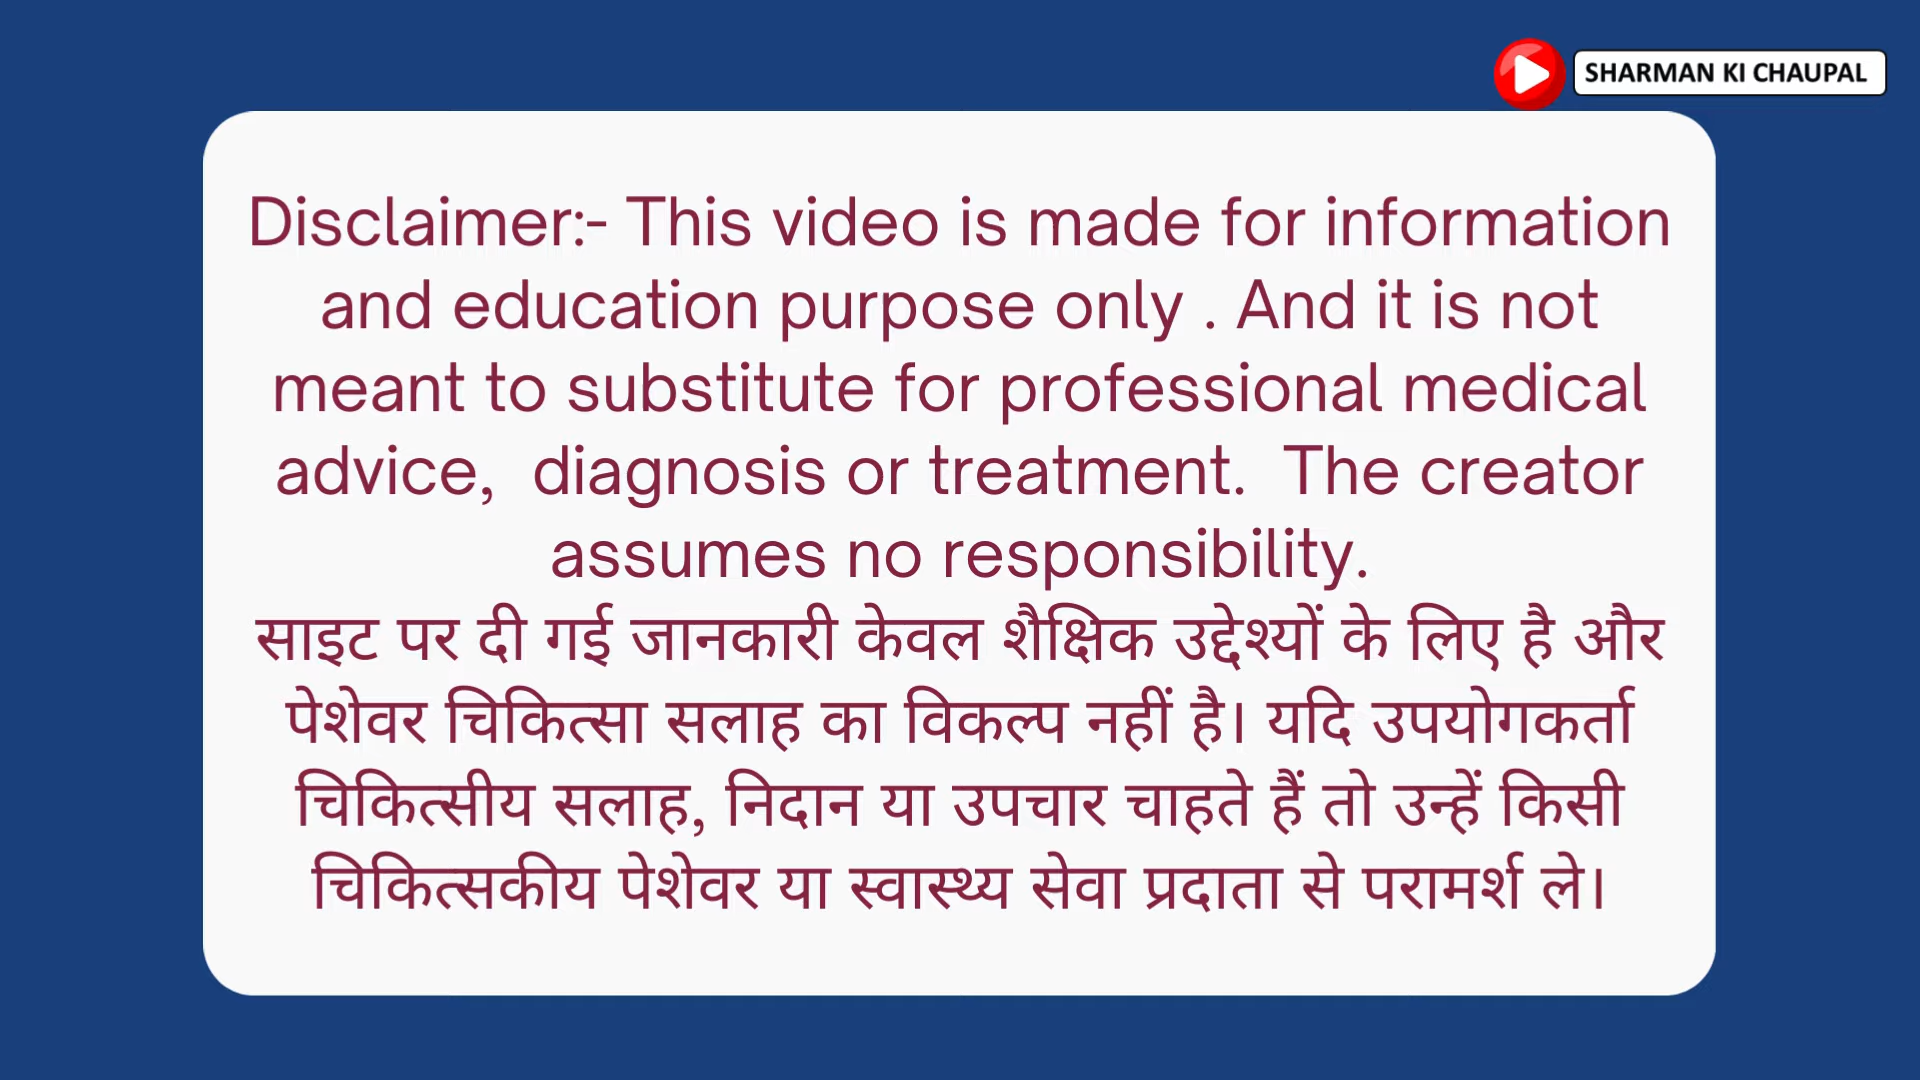 SHARMAN KI CHAUPAL
Disclaimer:- This video is made for information
and education purpose only . And it is not
meant to substitute for professional medical
advice,  diagnosis or treatment.  The creator
assumes no responsibility.
साइट पर दी गई जानकारी केवल शैक्षिक उद्देश्यों के लिए है और
पेशेवर चिकित्सा सलाह का विकल्प नहीं है। यदि उपयोगकर्ता
चिकित्सीय सलाह, निदान या उपचार चाहते हैं तो उन्हें किसी
चिकित्सकीय पेशेवर या स्वास्थ्य सेवा प्रदाता से परामर्श ले।